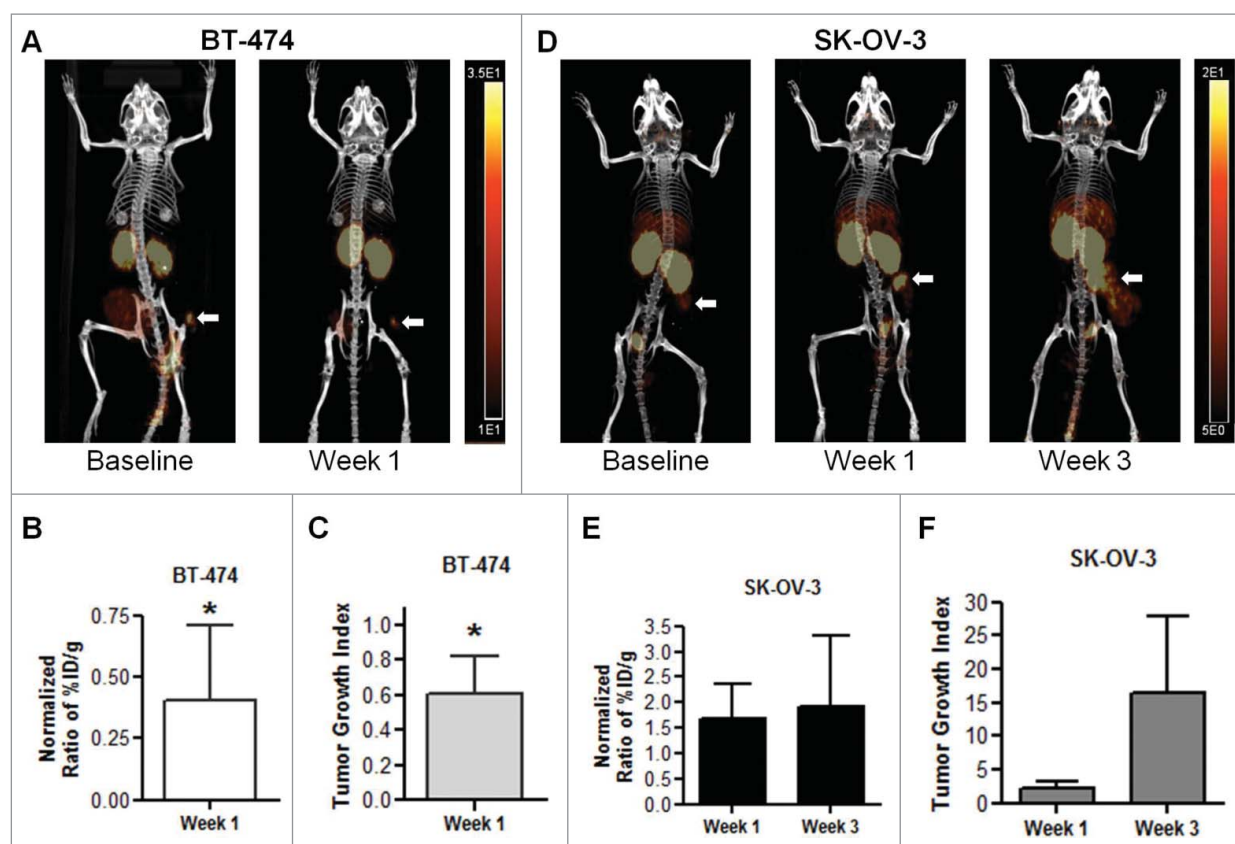 A
BT-474
3.5E1
1E1
Baseline
Week 1
D
SK-OV-3
2E1
5E0
Baseline
Week 1
Week 3
B
BT-474
*
Normalized
Ratio of %ID/g
0.75
0.50
0.25
0.00
Week 1
C
BT-474
*
Tumor Growth Index
1.0
0.8
0.6
0.4
0.2
0.0
Week 1
E
SK-OV-3
Normalized
Ratio of %ID/g
3.5
3.0
2.5
2.0
1.5
1.0
0.5
0.0
Week 1
Week 3
F
SK-OV-3
Tumor Growth Index
30
25
20
15
10
5
0
Week 1
Week 3